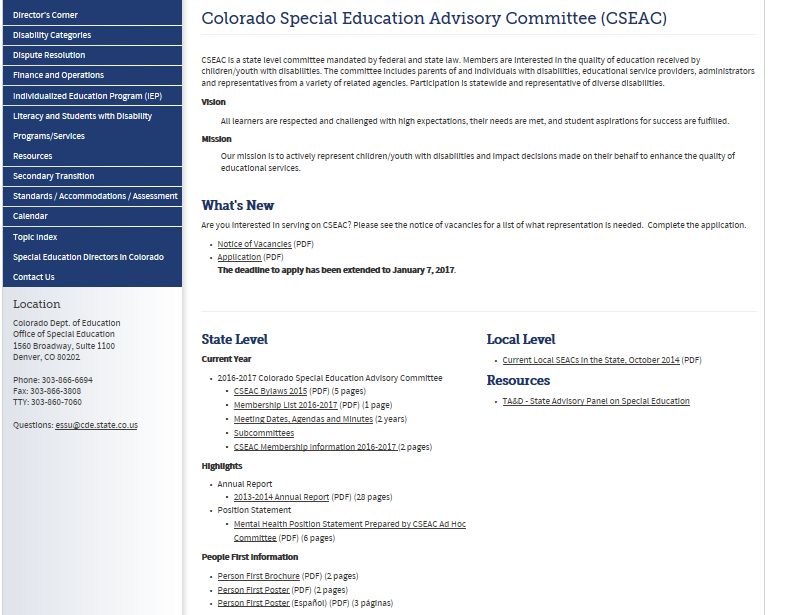 Director's Corner
Disability Categories
Dispute Resolution
Finance and Operations
Individualized Education Program (IEP)
Literacy and Students with Disability
Programs/Services
Resources
Secondary Transition
Standards / Accommodations / Assessment
Calendar
Topic Index
Special Education Directors in Colorado
Contact Us
Location
Colorado Dept. of Education
Office of Special Education
1560 Broadway, Suite 1100
Denver, CO 80202
Phone: 303-866-6694
Fax: 303-866-3808
TTY: 303-860-7060
Questions: essu@cde.state.co.us
Colorado Special Education Advisory Committee (CSEAC)
CSEAC is a state level committee mandated by federal and state law. Members are interested in the quality of education received by
children/youth with disabilities. The committee includes parents of and individuals with disabilities, educational service providers, administrators
and representatives from a variety of related agencies. Participation is statewide and representative of diverse disabilities.
Vision
All learners are respected and challenged with high expectations, their needs are met, and student aspirations for success are fulfilled.
Mission
Our mission is to actively represent children/youth with disabilities and impact decisions made on their behalf to enhance the quality of
educational services.
What's New
Are you interested in serving on CSEAC? Please see the notice of vacancies for a list of what representation is needed. Complete the application.
• Notice of Vacancies (PDF)
• Application (PDF)
The deadline to apply has been extended to January 7, 2017.
State Level
Current Year
• 2016-2017 Colorado Special Education Advisory Committee
• CSEAC Bylaws 2015 (PDF) (5 pages)
• Membership List 2016-2017 (PDF) (1 page)
• Meeting Dates, Agendas and Minutes (2 years)
• Subcommittees
• CSEAC Membership Information 2016-2017 (2 pages)
Highlights
• Annual Report
• 2013-2014 Annual Report (PDF) (28 pages)
• Position Statement
• Mental Health Position Statement Prepared by CSEAC Ad Hoc
Committee (PDF) (6 pages)
People First Information
• Person First Brochure (PDF) (2 pages)
• Person First Poster (PDF) (2 pages)
• Person First Poster (Español) (PDF) (3 páginas)
Local Level
• Current Local SEACs in the State, October 2014 (PDF)
Resources
• TA&D - State Advisory Panel on Special Education